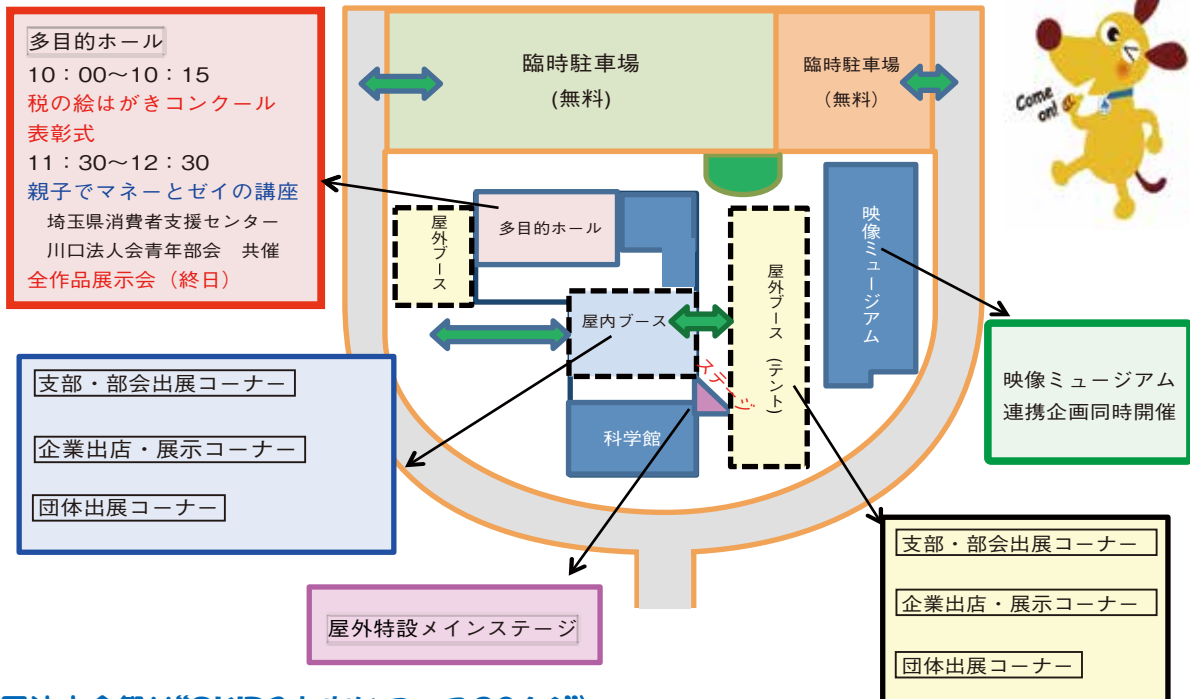 多目的ホール
10：00～10：15
税の絵はがきコンクール
表彰式
11：30～12：30
親子でマネーとゼイの講座
埼玉県消費者支援センター
川口法人会青年部会　共催
全作品展示会（終日）
臨時駐車場
(無料)
臨時駐車場
（無料）
Come
on!
屋外ブース
多目的ホール
屋内ブース
ステージ
科学館
屋外ブース（テント）
映像ミュージアム
支部・部会出展コーナー
企業出店・展示コーナー
団体出展コーナー
映像ミュージアム
連携企画同時開催
屋外特設メインステージ
支部・部会出展コーナー
企業出店・展示コーナー
団体出展コーナー